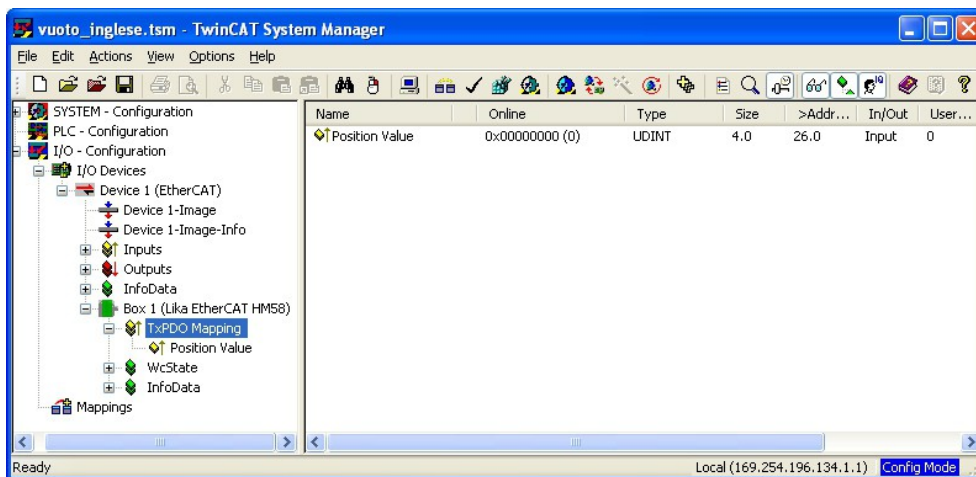 vuoto_inglese.tsm - TwinCAT System Manager
File Edit Actions View Options Help
SYSTEM - Configuration
PLC - Configuration
I/O - Configuration
I/O Devices
Device 1 (EtherCAT)
Device 1-Image
Device 1-Image-Info
Inputs
Outputs
InfoData
Box 1 (Lika EtherCAT HM58)
TxPDO Mapping
Position Value
WcState
InfoData
Mappings
Name Online Type Size >Addr... In/Out User...
Position Value 0x00000000 (0) UDINT 4.0 26.0 Input 0
Ready Local (169.254.196.134.1.1) Config Mode